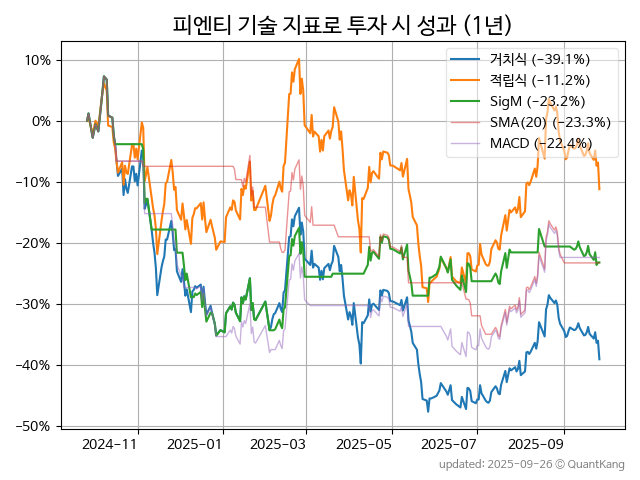 피엔티 기술 지표로 투자 시 성과 (1년)
거치식 (−39.1%)
적립식 (−11.2%)
SigM (−23.2%)
SMA(20) (−23.3%)
MACD (−22.4%)
10%
0%
−10%
−20%
−30%
−40%
−50%
2024−11 2025−01 2025−03 2025−05 2025−07 2025−09
updated: 2025−09−26 © QuantKang